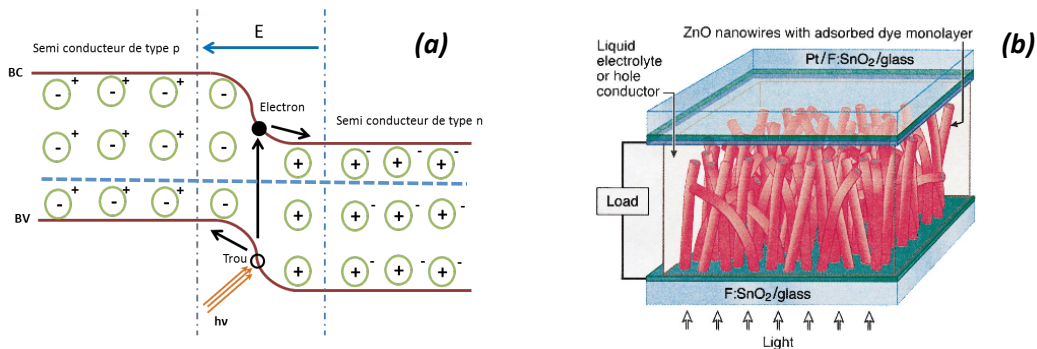 (a)
E
Semi conducteur de type p
BC
Electron
Semi conducteur de type n
BV
Trou
hν
(b)
ZnO nanowires with adsorbed dye monolayer
Liquid
electrolyte
or hole
conductor
Pt/F:SnO₂/glass
Load
F:SnO₂/glass
Light